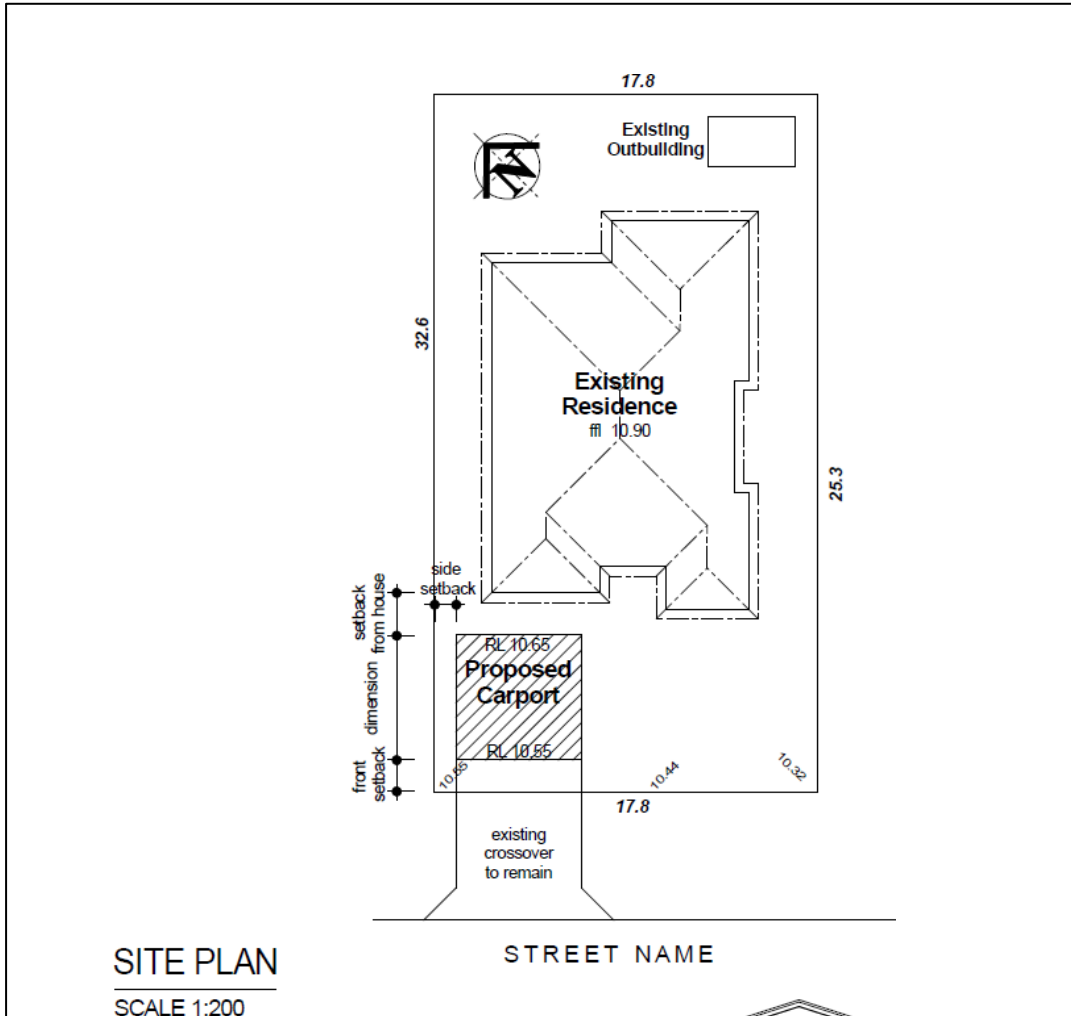 17.8
Existing
Outbuilding
N
32.6
Existing
Residence
ffl 10.90
25.3
side
setback
setback
from house
RL 10.65
Proposed
Carport
dimension
RL 10.55
front
setback
10.55
10.44
10.32
17.8
existing
crossover
to remain
STREET NAME
SITE PLAN
SCALE 1:200